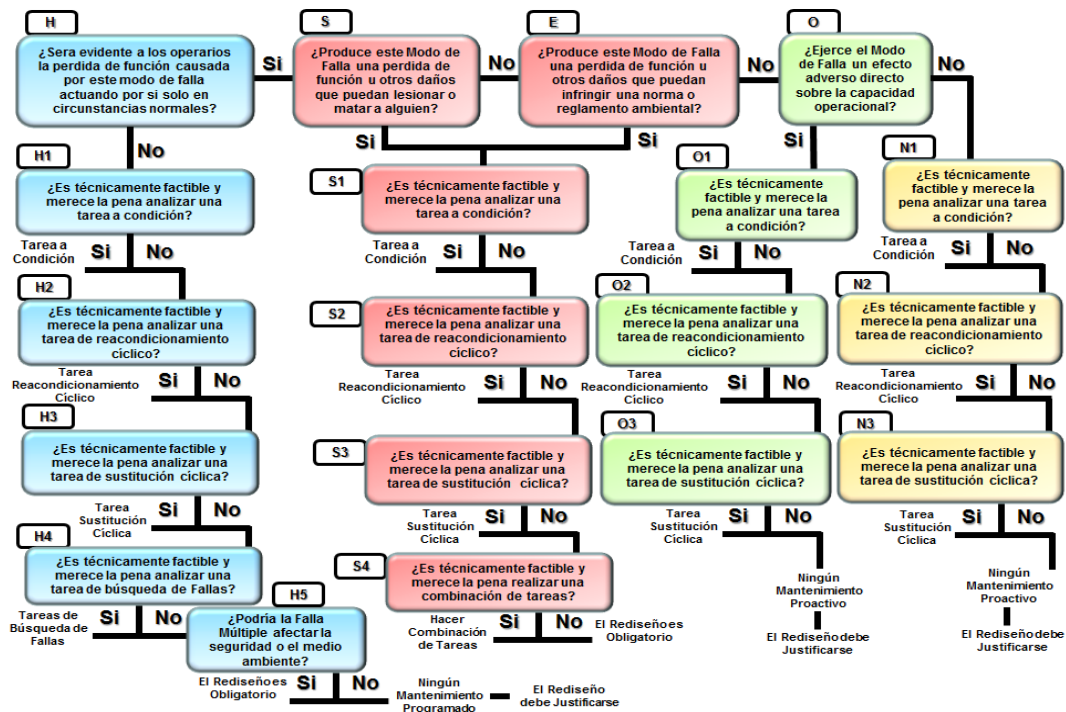 H
¿Sera evidente a los operarios
la perdida de función causada
por este modo de falla
actuando por si solo en
circunstancias normales?
Si
S
¿Produce este Modo de
Falla una perdida de
función u otros daños
que puedan lesionar o
matar a alguien?
No
E
¿Produce este Modo de Falla
una perdida de función u
otros daños que puedan
infringir una norma o
reglamento ambiental?
No
O
¿Ejerce el Modo
de Falla un efecto
adverso directo
sobre la capacidad
operacional?
No
No
Si
Si
Si
H1
¿Es técnicamente factible y
merece la pena analizar una
tarea a condición?
Tarea a
Condición
Si
No
H2
¿Es técnicamente factible y
merece la pena analizar una
tarea de reacondicionamiento
cíclico?
Tarea
Reacondicionamiento
Cíclico
Si
No
H3
¿Es técnicamente factible y
merece la pena analizar una
tarea de sustitución cíclica?
Tarea
Sustitución
Cíclica
Si
No
H4
¿Es técnicamente factible y
merece la pena analizar una
tarea de búsqueda de Fallas?
Tareas de
Búsqueda de
Fallas
Si
No
H5
¿Podría la Falla
Múltiple afectar la
seguridad o el medio
ambiente?
El Rediseño es
Obligatorio
Si
No
Ningún
Mantenimiento
Programado
El Rediseño
debe Justificarse
S1
¿Es técnicamente factible y
merece la pena analizar una
tarea a condición?
Tarea a
Condición
Si
No
S2
¿Es técnicamente factible y
merece la pena analizar una
tarea de reacondicionamiento
cíclico?
Tarea
Reacondicionamiento
Cíclico
Si
No
S3
¿Es técnicamente factible y
merece la pena analizar una
tarea de sustitución cíclica?
Tarea
Sustitución
Cíclica
Si
No
S4
¿Es técnicamente factible y
merece la pena realizar una
combinación de tareas?
Hacer
Combinación
de Tareas
Si
No
El Rediseño es
Obligatorio
O1
¿Es técnicamente
factible y merece la
pena analizar una tarea
a condición?
Tarea a
Condición
Si
No
O2
¿Es técnicamente factible y
merece la pena analizar una
tarea de reacondicionamiento
cíclico?
Tarea
Reacondicionamiento
Cíclico
Si
No
O3
¿Es técnicamente factible y
merece la pena analizar una
tarea de sustitución cíclica?
Tarea
Sustitución
Cíclica
Si
No
Ningún
Mantenimiento
Proactivo
El Rediseño debe
Justificarse
N1
¿Es técnicamente
factible y merece la
pena analizar una tarea
a condición?
Tarea a
Condición
Si
No
N2
¿Es técnicamente factible y
merece la pena analizar una
tarea de reacondicionamiento
cíclico?
Tarea
Reacondicionamiento
Cíclico
Si
No
N3
¿Es técnicamente factible y
merece la pena analizar una
tarea de sustitución cíclica?
Tarea
Sustitución
Cíclica
Si
No
Ningún
Mantenimiento
Proactivo
El Rediseño debe
Justificarse